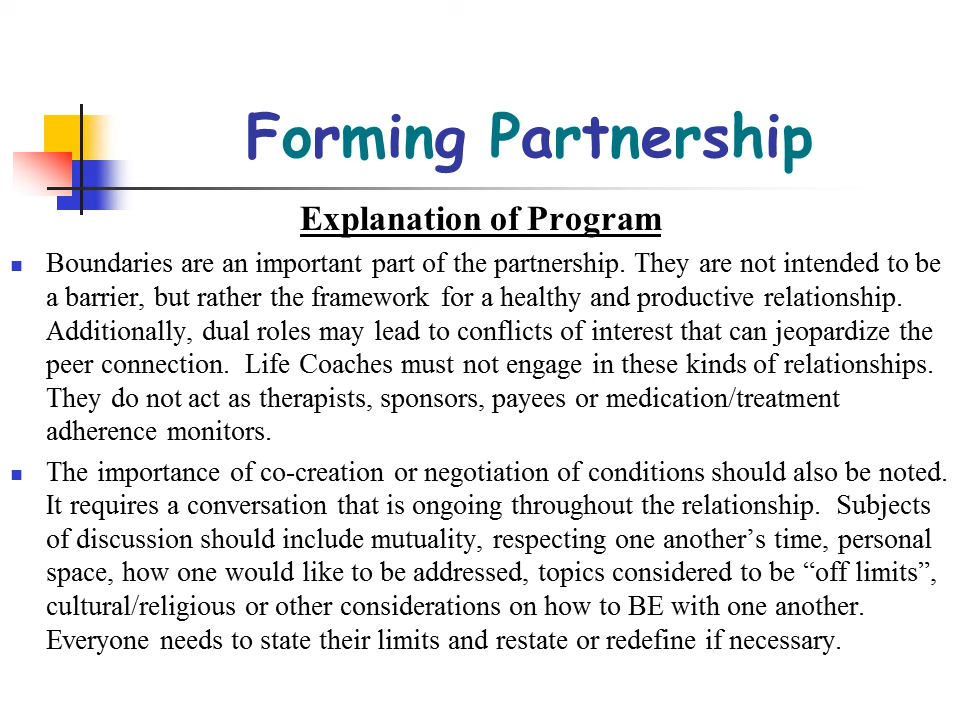 Forming Partnership
Explanation of Program
Boundaries are an important part of the partnership. They are not intended to be
a barrier, but rather the framework for a healthy and productive relationship.
Additionally, dual roles may lead to conflicts of interest that can jeopardize the
peer connection.  Life Coaches must not engage in these kinds of relationships.
They do not act as therapists, sponsors, payees or medication/treatment
adherence monitors.
The importance of co-creation or negotiation of conditions should also be noted.
It requires a conversation that is ongoing throughout the relationship.  Subjects
of discussion should include mutuality, respecting one another’s time, personal
space, how one would like to be addressed, topics considered to be “off limits”,
cultural/religious or other considerations on how to BE with one another.
Everyone needs to state their limits and restate or redefine if necessary.